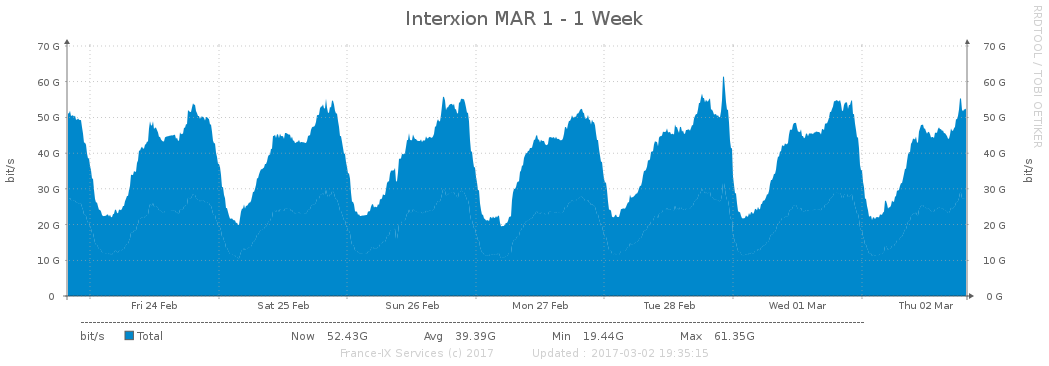 Interxion MAR 1 - 1 Week
RRDTOOL / TOBI OETIKER
bit/s
70 G 70 G
60 G 60 G
50 G 50 G
40 G 40 G
30 G 30 G
20 G 20 G
10 G 10 G
0 0 G
bit/s
Fri 24 Feb Sat 25 Feb Sun 26 Feb Mon 27 Feb Tue 28 Feb Wed 01 Mar Thu 02 Mar
bit/s Total Now 52.43G Avg 39.39G Min 19.44G Max 61.35G
France-IX Services (c) 2017 Updated : 2017-03-02 19:35:15